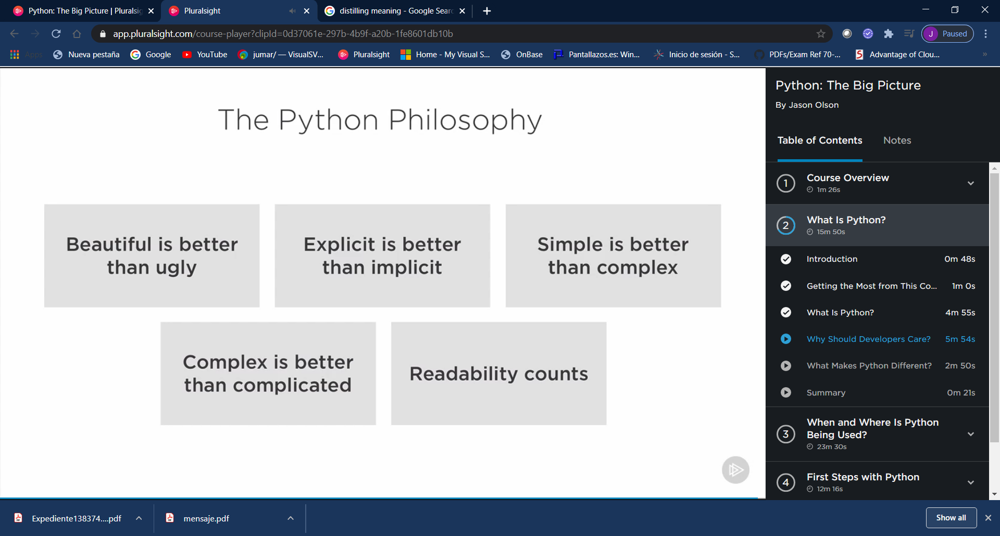 Python: The Big Picture | Pluralsig
Pluralsight
distilling meaning - Google Searc
app.pluralsight.com/course-player?clipId=0d37061e-297b-4b9f-a20b-1fe8601db10b
J Paused
Apps
Nueva pestaña
Google
YouTube
jumar/ — VisualSV...
Pluralsight
Home - My Visual S...
OnBase
Pantallazos.es: Win...
Inicio de sesión - S...
PDFs/Exam Ref 70-...
Advantage of Clou...
»
The Python Philosophy
Beautiful is better
than ugly
Explicit is better
than implicit
Simple is better
than complex
Complex is better
than complicated
Readability counts
Python: The Big Picture
By Jason Olson
Table of Contents
Notes
1
Course Overview
1m 26s
2
What Is Python?
15m 50s
Introduction 0m 48s
Getting the Most from This Co... 1m 0s
What Is Python? 4m 55s
Why Should Developers Care? 5m 54s
What Makes Python Different? 2m 50s
Summary 0m 21s
3
When and Where Is Python
Being Used?
23m 30s
4
First Steps with Python
12m 16s
Expediente138374....pdf
mensaje.pdf
Show all